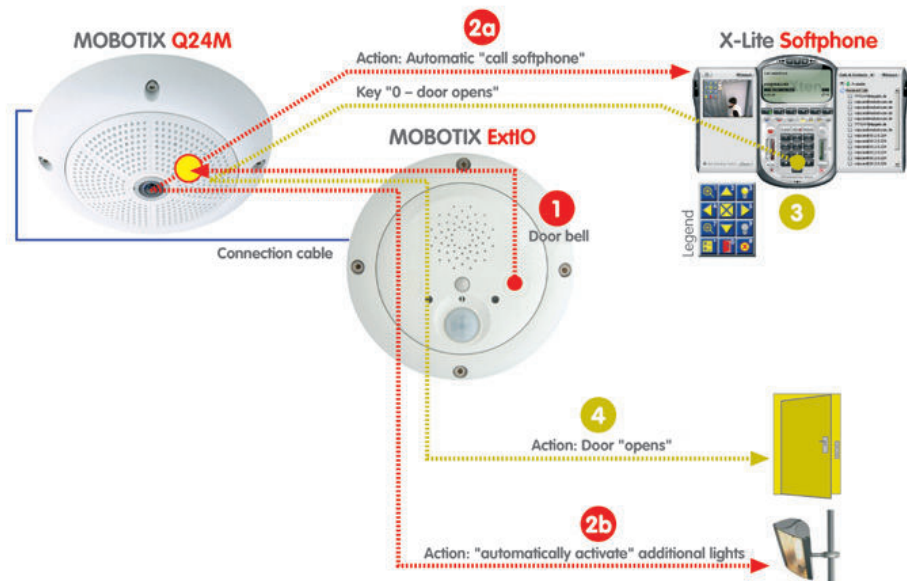 2a
MOBOTIX Q24M
X-Lite Softphone
Action: Automatic "call softphone"
Key "0 – door opens"
MOBOTIX ExtIO
1
Door bell
3
Legend
Connection cable
4
Action: Door "opens"
2b
Action: "automatically activate" additional lights